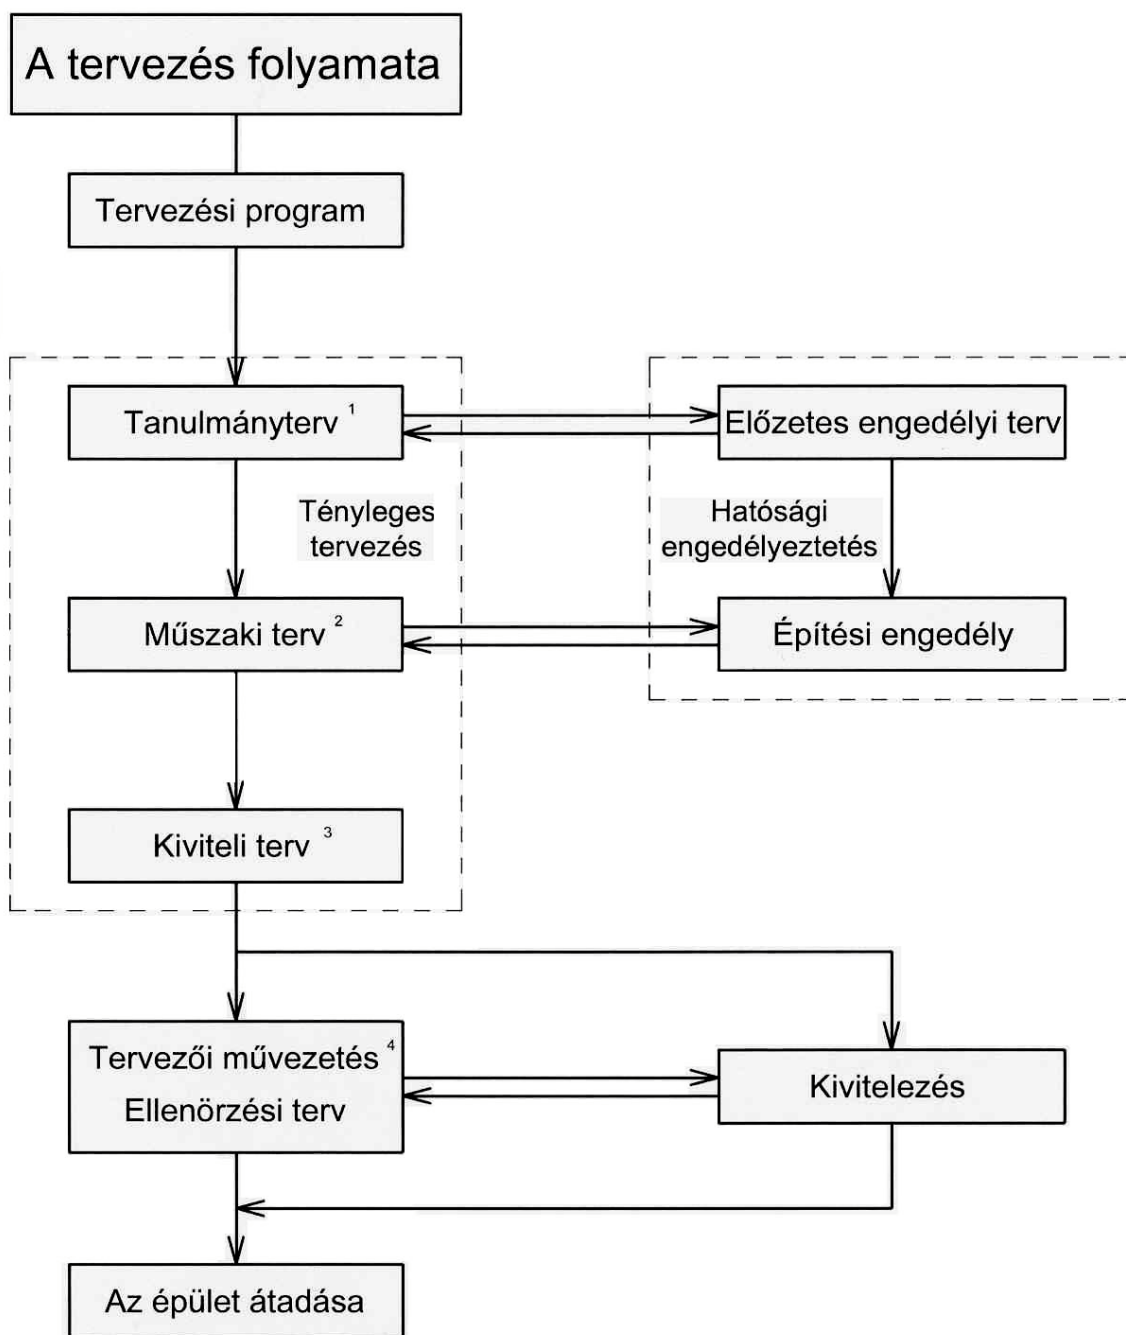 A tervezés folyamata
Tervezési program
Tanulmányterv 1
Előzetes engedélyi terv
Tényleges
tervezés
Hatósági
engedélyeztetés
Műszaki terv 2
Építési engedély
Kiviteli terv 3
Tervezői művezetés 4
Ellenörzési terv
Kivitelezés
Az épület átadása